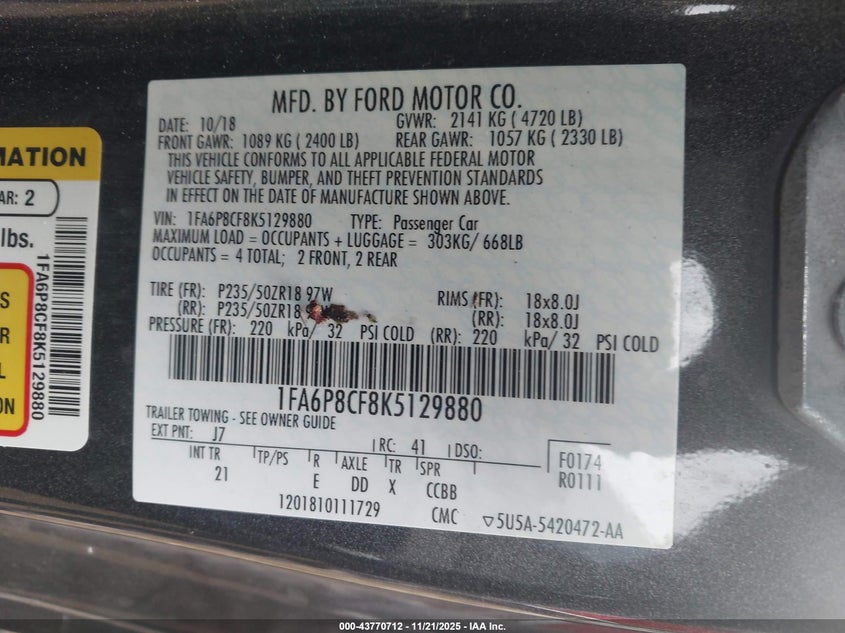 MATION
AR: 2
lbs.
S
R
L
ON
1FA6P8CF8K5129880
MFD. BY FORD MOTOR CO.
DATE: 10/18 GVWR: 2141 KG ( 4720 LB)
FRONT GAWR: 1089 KG ( 2400 LB) REAR GAWR: 1057 KG ( 2330 LB)
THIS VEHICLE CONFORMS TO ALL APPLICABLE FEDERAL MOTOR
VEHICLE SAFETY, BUMPER, AND THEFT PREVENTION STANDARDS
IN EFFECT ON THE DATE OF MANUFACTURE SHOWN ABOVE.
VIN: 1FA6P8CF8K5129880 TYPE: Passenger Car
MAXIMUM LOAD = OCCUPANTS + LUGGAGE = 303KG/ 668LB
OCCUPANTS = 4 TOTAL; 2 FRONT, 2 REAR
TIRE (FR): P235/50ZR18 97W RIMS (FR): 18x8.0J
(RR): P235/50ZR18 (RR): 18x8.0J
PRESSURE (FR): 220 kPa/ 32 PSI COLD (RR): 220 kPa/ 32 PSI COLD
1FA6P8CF8K5129880
TRAILER TOWING - SEE OWNER GUIDE
EXT PNT: J7 RC: 41 DSO: F0174
INT TR TP/PS R AXLE TR SPR R0111
21 E DD X CCBB
1201810111729 CMC ▽5U5A-5420472-AA
000-43770712 - 11/21/2025 - IAA Inc.